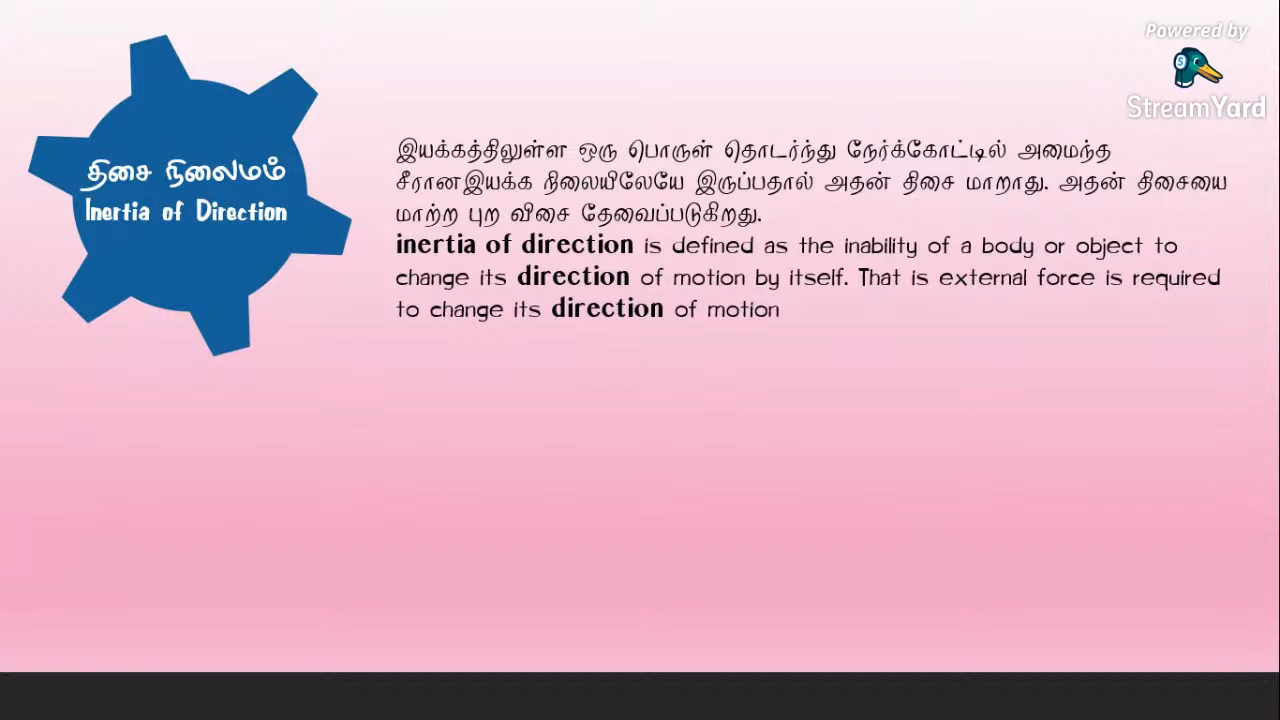 Powered by
StreamYard
திசை நிலைமம்
Inertia of Direction
இயக்கத்திலுள்ள ஒரு பொருள் தொடர்ந்து நேர்க்கோட்டில் அமைந்த
சீரானஇயக்க நிலையிலேயே இருப்பதால் அதன் திசை மாறாது. அதன் திசையை
மாற்ற புற விசை தேவைப்படுகிறது.
inertia of direction is defined as the inability of a body or object to
change its direction of motion by itself. That is external force is required
to change its direction of motion